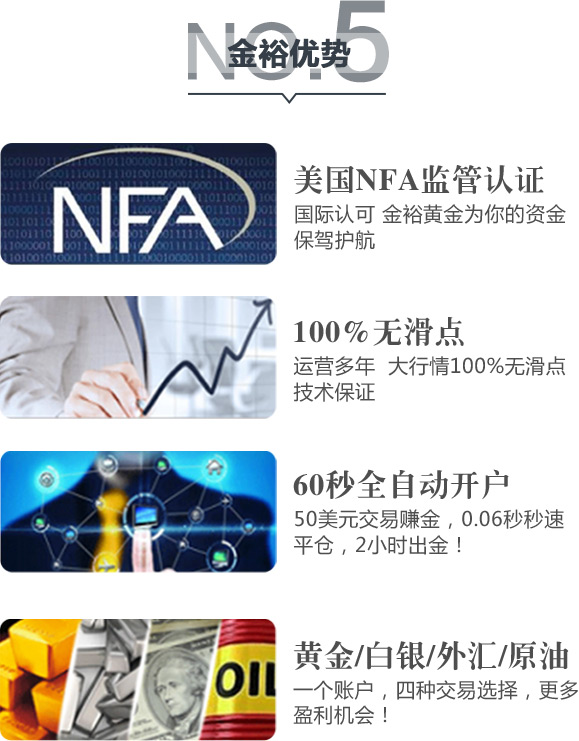 NO.5
金裕优势
NFA
美国NFA监管认证
国际认可 金裕黄金为你的资金
保驾护航
100%无滑点
运营多年 大行情100%无滑点
技术保证
60秒全自动开户
50美元交易赚金，0.06秒秒速
平仓，2小时出金！
OIL
黄金/白银/外汇/原油
一个账户，四种交易选择，更多
盈利机会！